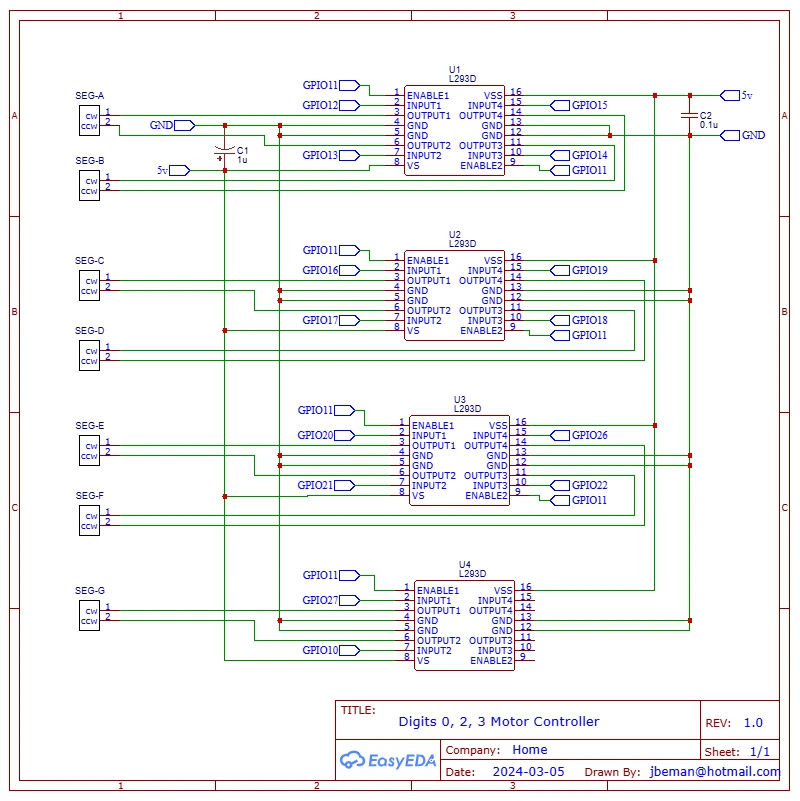 1 2 3
A
B
C
A
B
C
SEG-A
CW 1
CCW 2
SEG-B
CW 1
CCW 2
GND
5v
C1
1u
U1
L293D
GPIO11
GPIO12
GPIO13
1 ENABLE1 VSS 16
2 INPUT1 INPUT4 15
3 OUTPUT1 OUTPUT4 14
4 GND GND 13
5 GND GND 12
6 OUTPUT2 OUTPUT3 11
7 INPUT2 INPUT3 10
8 VS ENABLE2 9
GPIO15
GPIO14
GPIO11
5v
C2
0.1u
GND
SEG-C
CW 1
CCW 2
SEG-D
CW 1
CCW 2
U2
L293D
GPIO11
GPIO16
GPIO17
1 ENABLE1 VSS 16
2 INPUT1 INPUT4 15
3 OUTPUT1 OUTPUT4 14
4 GND GND 13
5 GND GND 12
6 OUTPUT2 OUTPUT3 11
7 INPUT2 INPUT3 10
8 VS ENABLE2 9
GPIO19
GPIO18
GPIO11
SEG-E
CW 1
CCW 2
SEG-F
CW 1
CCW 2
U3
L293D
GPIO11
GPIO20
GPIO21
1 ENABLE1 VSS 16
2 INPUT1 INPUT4 15
3 OUTPUT1 OUTPUT4 14
4 GND GND 13
5 GND GND 12
6 OUTPUT2 OUTPUT3 11
7 INPUT2 INPUT3 10
8 VS ENABLE2 9
GPIO26
GPIO22
GPIO11
SEG-G
CW 1
CCW 2
U4
L293D
GPIO11
GPIO27
GPIO10
1 ENABLE1 VSS 16
2 INPUT1 INPUT4 15
3 OUTPUT1 OUTPUT4 14
4 GND GND 13
5 GND GND 12
6 OUTPUT2 OUTPUT3 11
7 INPUT2 INPUT3 10
8 VS ENABLE2 9
TITLE:
Digits 0, 2, 3 Motor Controller
REV: 1.0
EasyEDA
Company: Home
Sheet: 1/1
Date: 2024-03-05 Drawn By: jbeman@hotmail.com
1 2 3